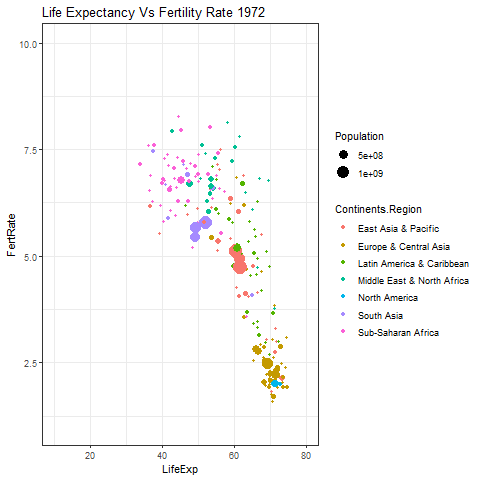 Life Expectancy Vs Fertility Rate 1972
10.0
7.5
5.0
2.5
FertRate
20
40
60
80
LifeExp
Population
5e+08
1e+09
Continents.Region
East Asia & Pacific
Europe & Central Asia
Latin America & Caribbean
Middle East & North Africa
North America
South Asia
Sub-Saharan Africa